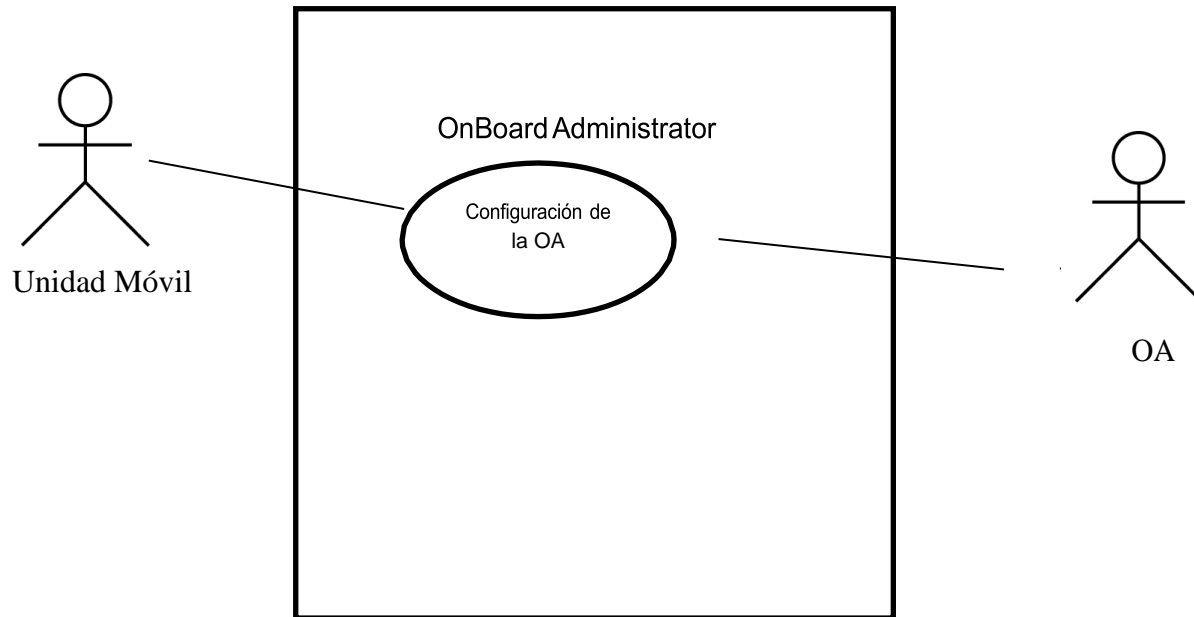 OnBoard Administrator
Configuración de
la OA
Unidad Móvil
OA